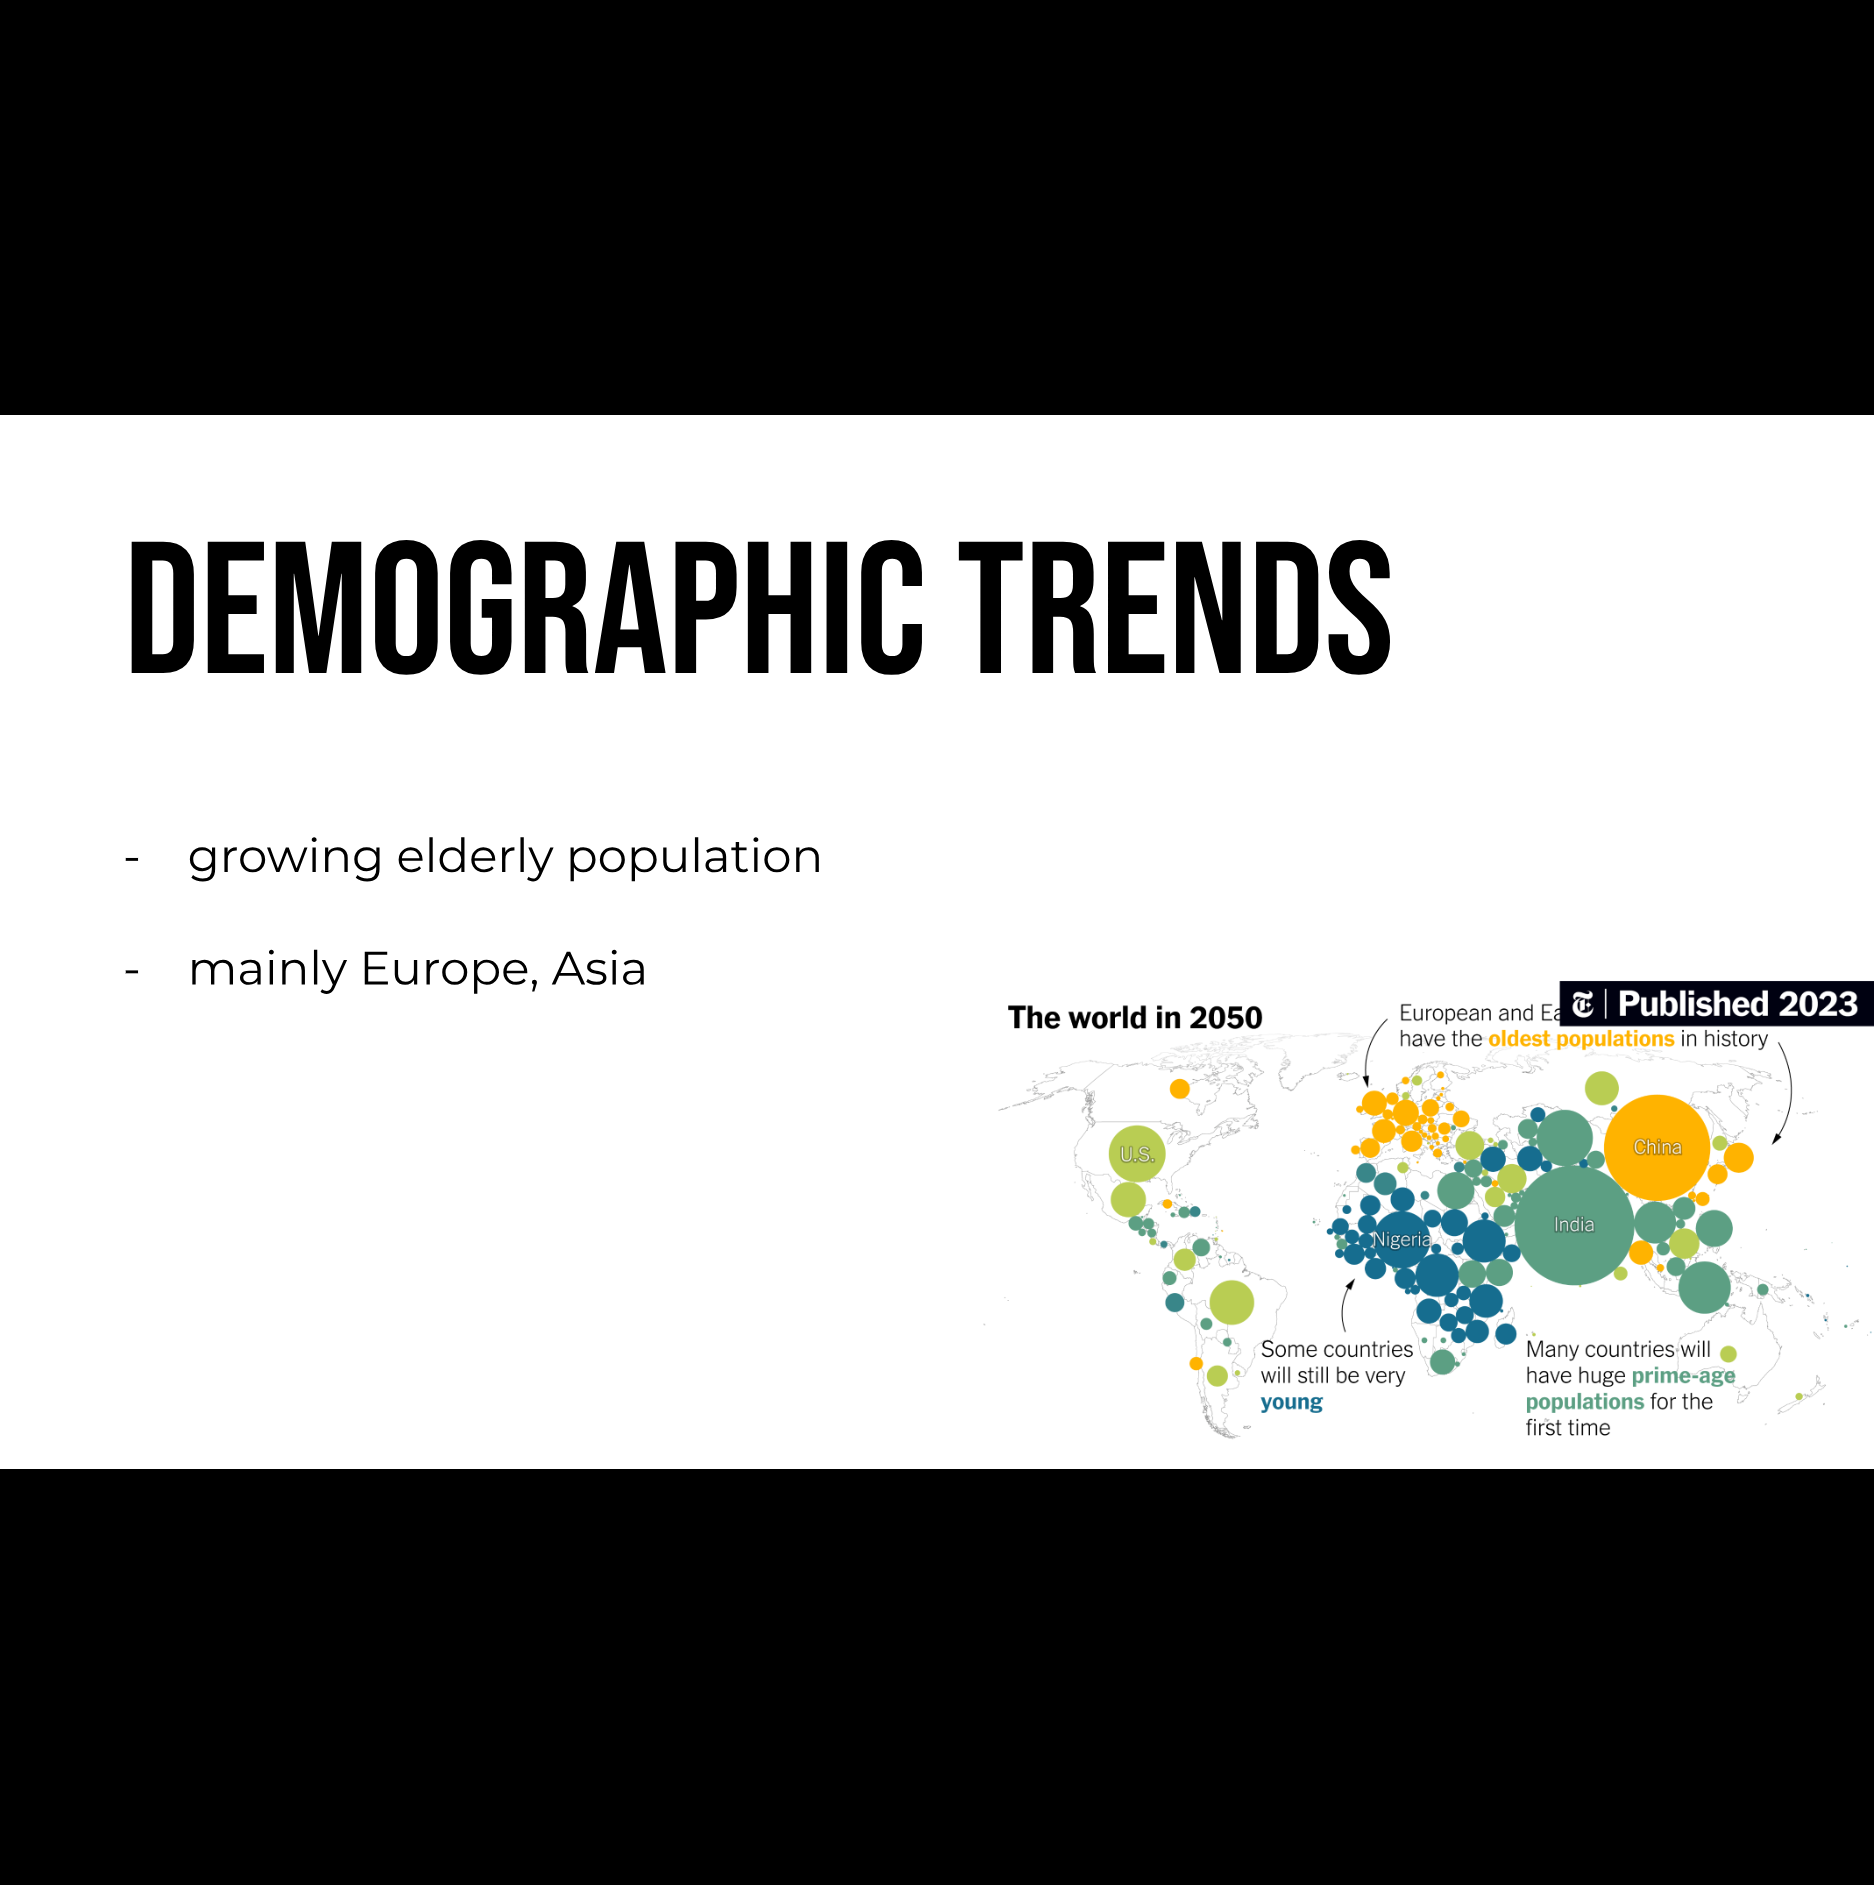 DEMOGRAPHIC TRENDS
- growing elderly population
- mainly Europe, Asia
The world in 2050
European and
Published 2023
have the oldest populations in history
U.S.
China
India
Nigeria
Some countries
will still be very
young
Many countries will
have huge prime-age
populations for the
first time